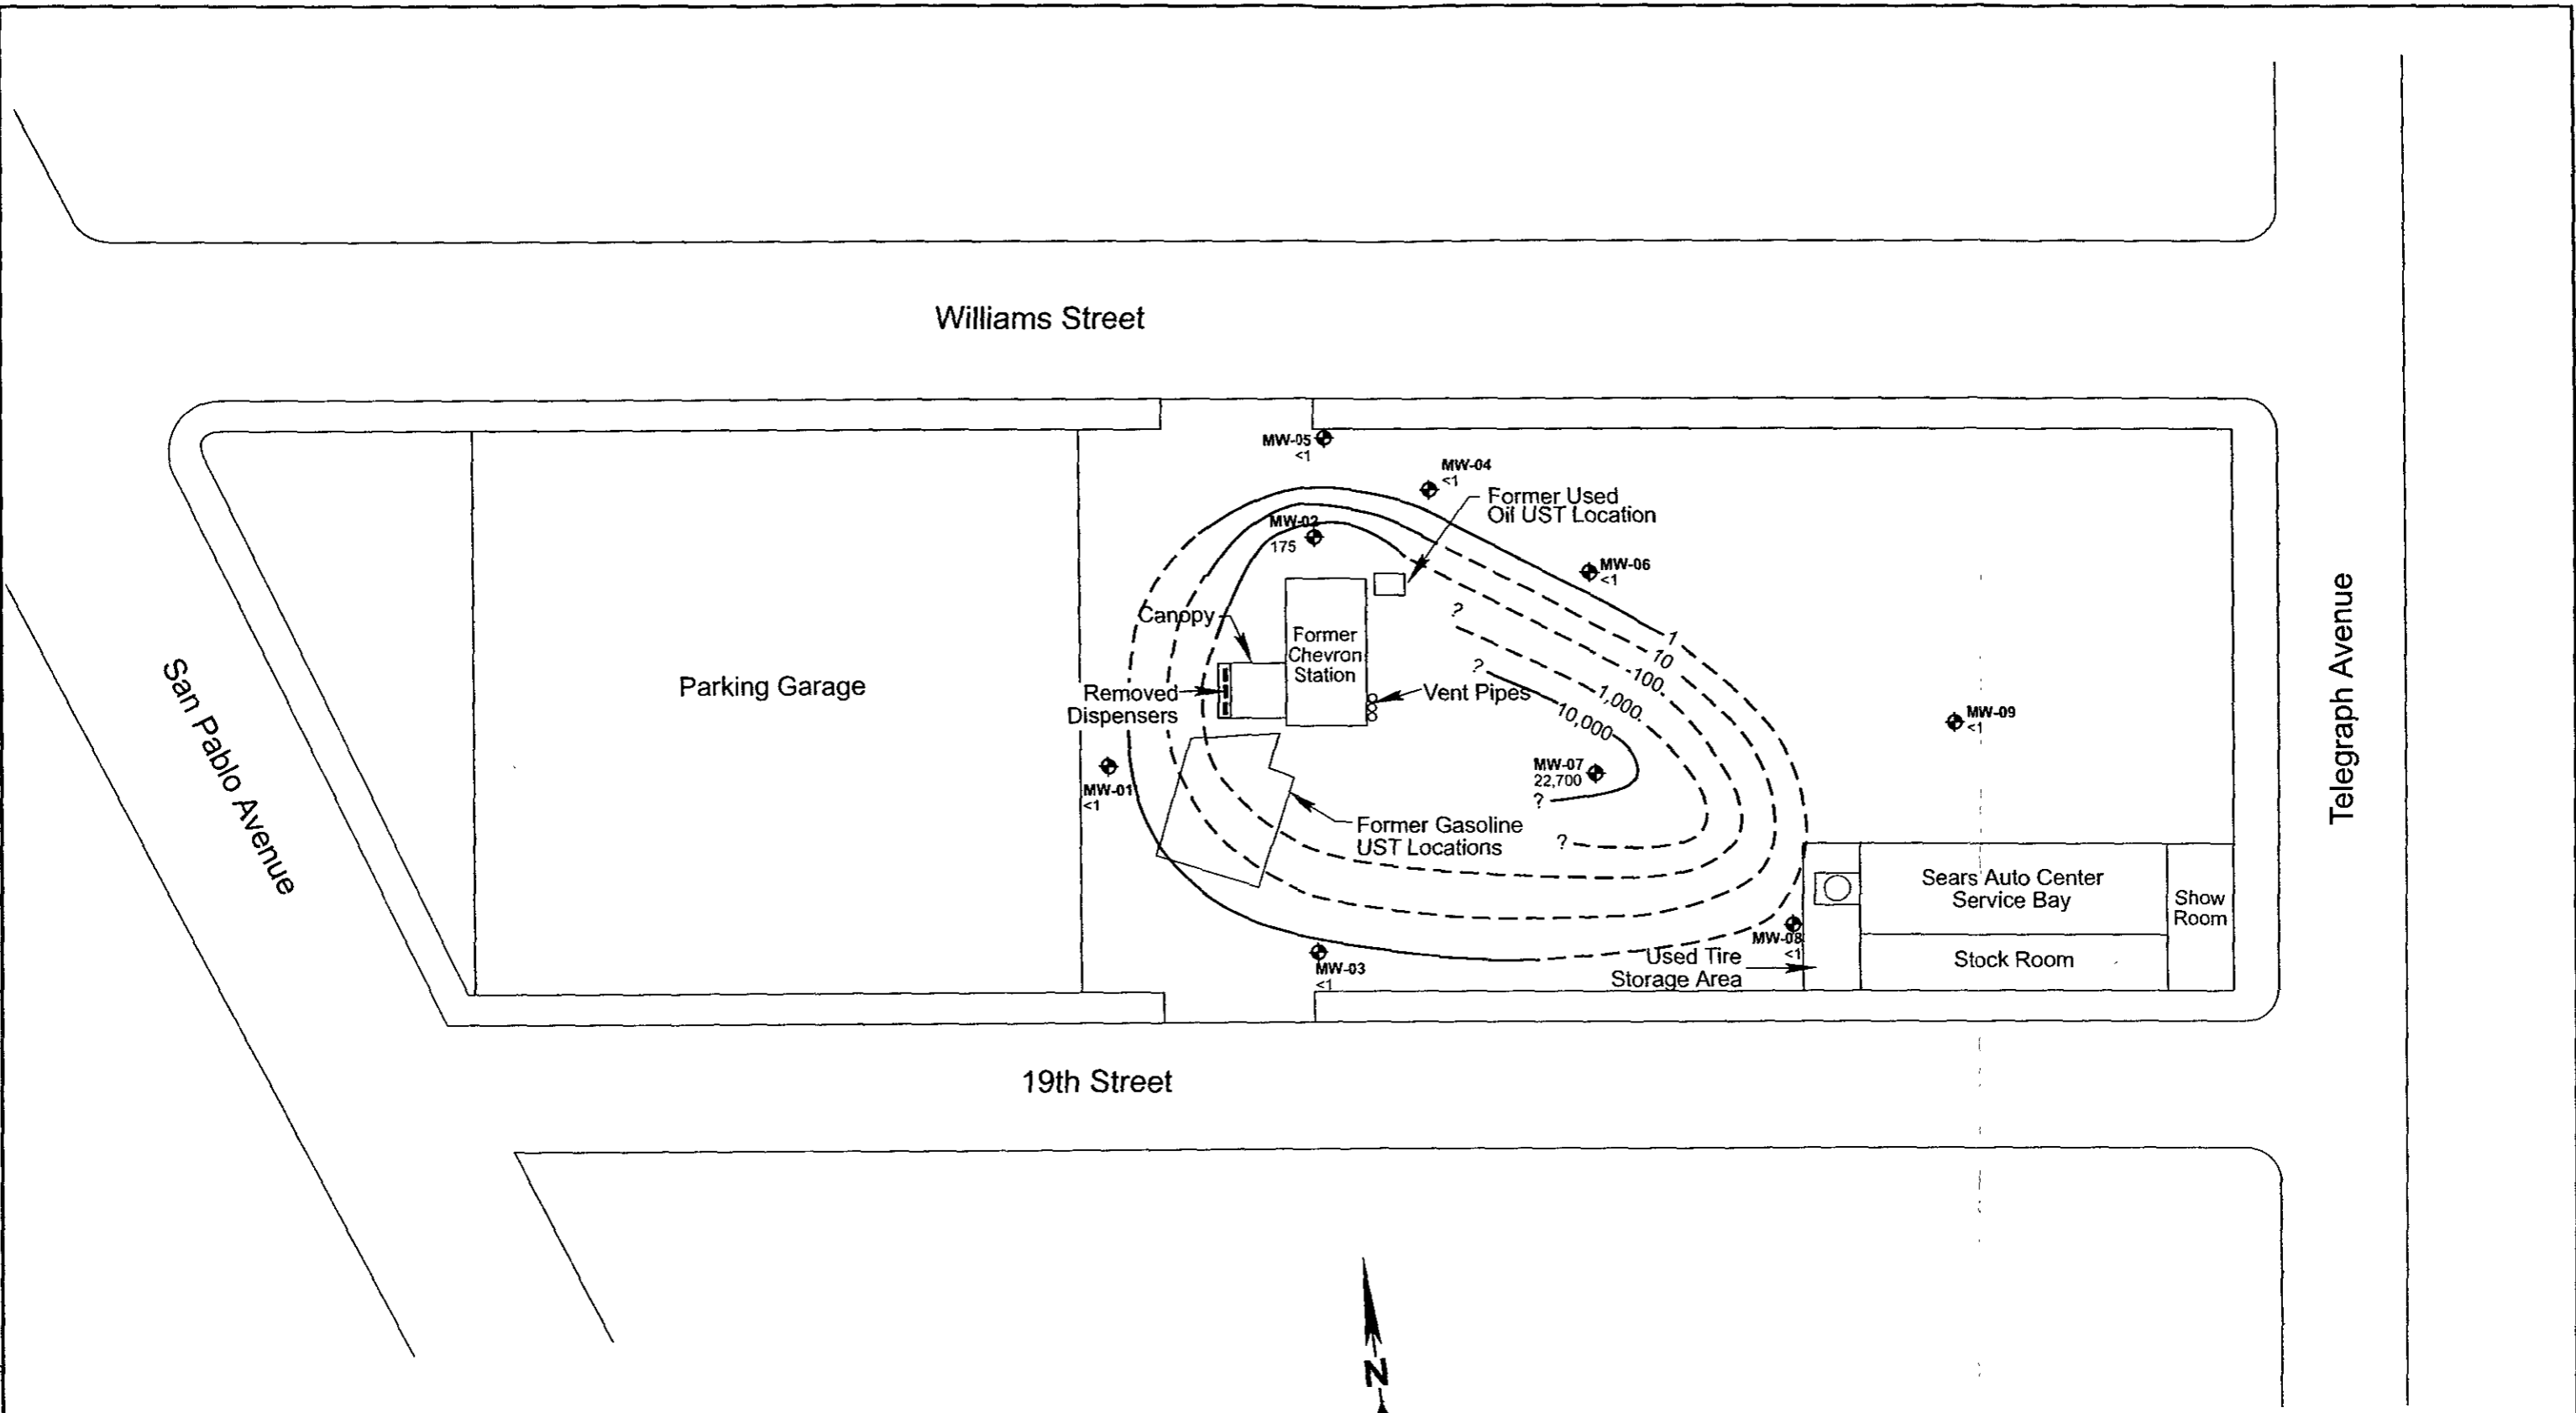 Williams Street
MW-05
<1
MW-04
<1
Former Used
Oil UST Location
MW-02
175
MW-06
<1
Canopy
?
Former
Chevron
Station
1
10
100
1,000
10,000
?
Removed
Dispensers
Vent Pipes
Parking Garage
San Pablo Avenue
Telegraph Avenue
MW-09
<1
MW-01
<1
MW-07
22,700
?
Former Gasoline
UST Locations
?
Sears Auto Center
Service Bay
Show
Room
MW-08
<1
Used Tire
Storage Area
Stock Room
MW-03
<1
19th Street
N